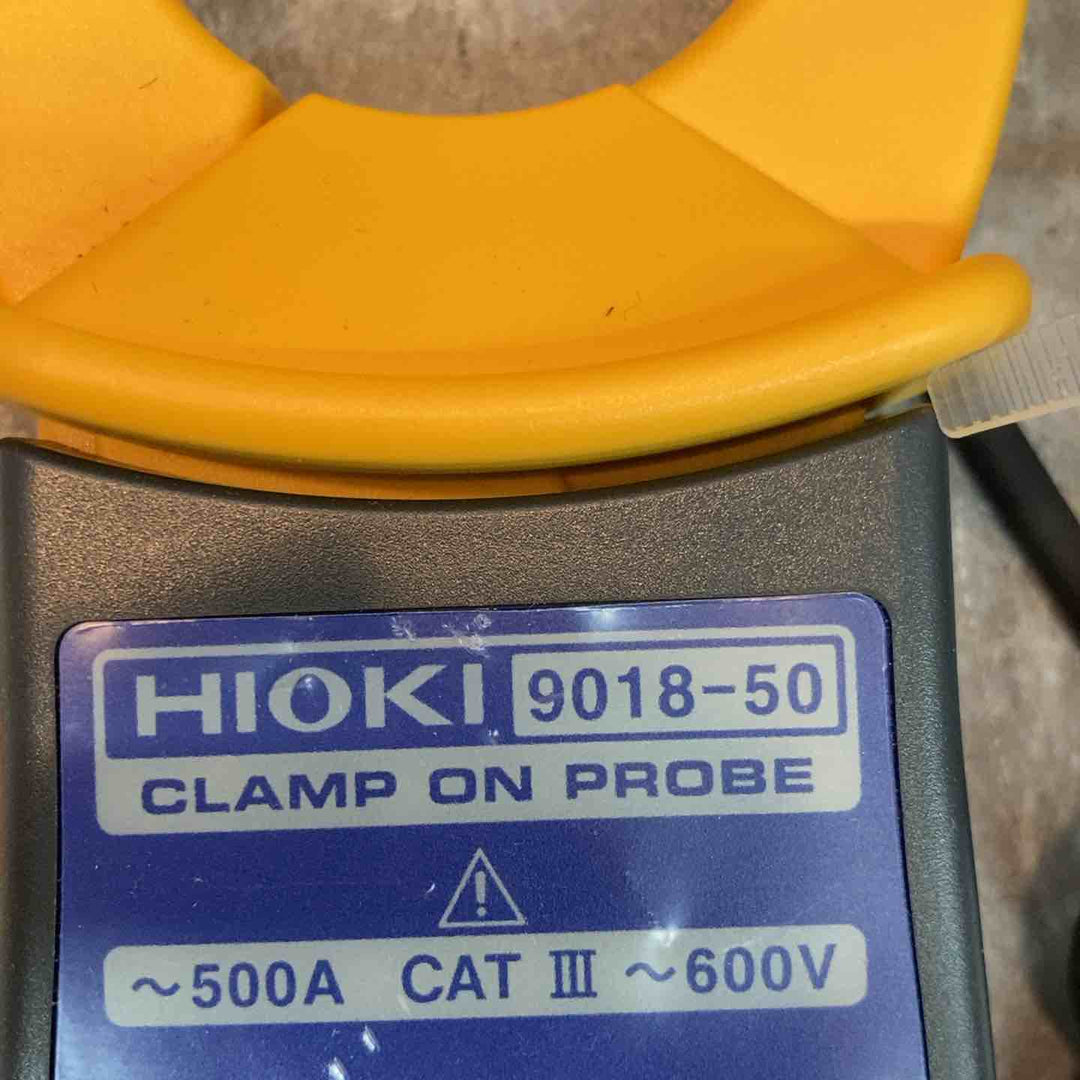 HIOKI 9018-50
CLAMP ON PROBE
~500A CAT III ~600V